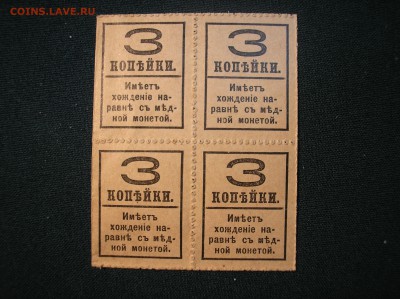 COINS.LAVE.RU
3
КОПѢЙКИ.
Имѣетъ
хожденіе на-
равнѣ съ мѣд-
ной монетой.
3
КОПѢЙКИ.
Имѣетъ
хожденіе на-
равнѣ съ мѣд-
ной монетой.
3
КОПѢЙКИ.
Имѣетъ
хожденіе на-
равнѣ съ мѣд-
ной монетой.
3
КОПѢЙКИ.
Имѣетъ
хожденіе на-
равнѣ съ мѣд-
ной монетой.